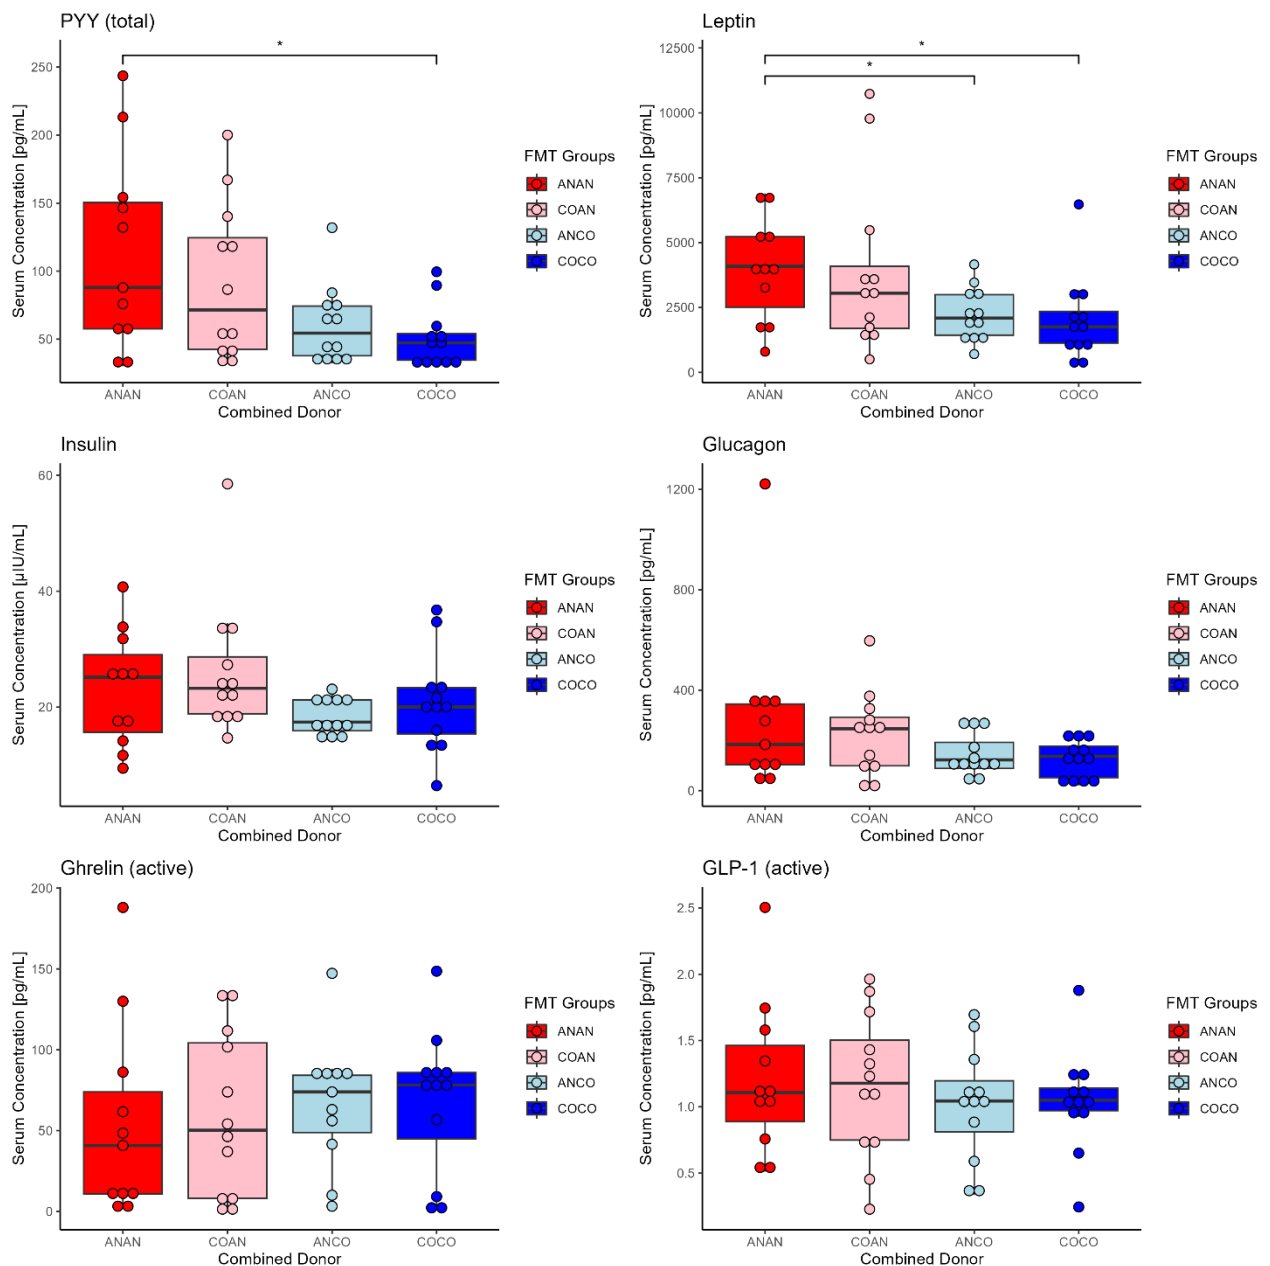 PYY (total)
*
Serum Concentration [pg/mL]
250
200
150
100
50
ANAN COAN ANCO COCO
Combined Donor
FMT Groups
ANAN
COAN
ANCO
COCO
Leptin
*
*
Serum Concentration [pg/mL]
12500
10000
7500
5000
2500
0
ANAN COAN ANCO COCO
Combined Donor
FMT Groups
ANAN
COAN
ANCO
COCO
Insulin
Serum Concentration [µIU/mL]
60
40
20
ANAN COAN ANCO COCO
Combined Donor
FMT Groups
ANAN
COAN
ANCO
COCO
Glucagon
Serum Concentration [pg/mL]
1200
800
400
0
ANAN COAN ANCO COCO
Combined Donor
FMT Groups
ANAN
COAN
ANCO
COCO
Ghrelin (active)
Serum Concentration [pg/mL]
200
150
100
50
0
ANAN COAN ANCO COCO
Combined Donor
FMT Groups
ANAN
COAN
ANCO
COCO
GLP-1 (active)
Serum Concentration [pg/mL]
2.5
2.0
1.5
1.0
0.5
ANAN COAN ANCO COCO
Combined Donor
FMT Groups
ANAN
COAN
ANCO
COCO